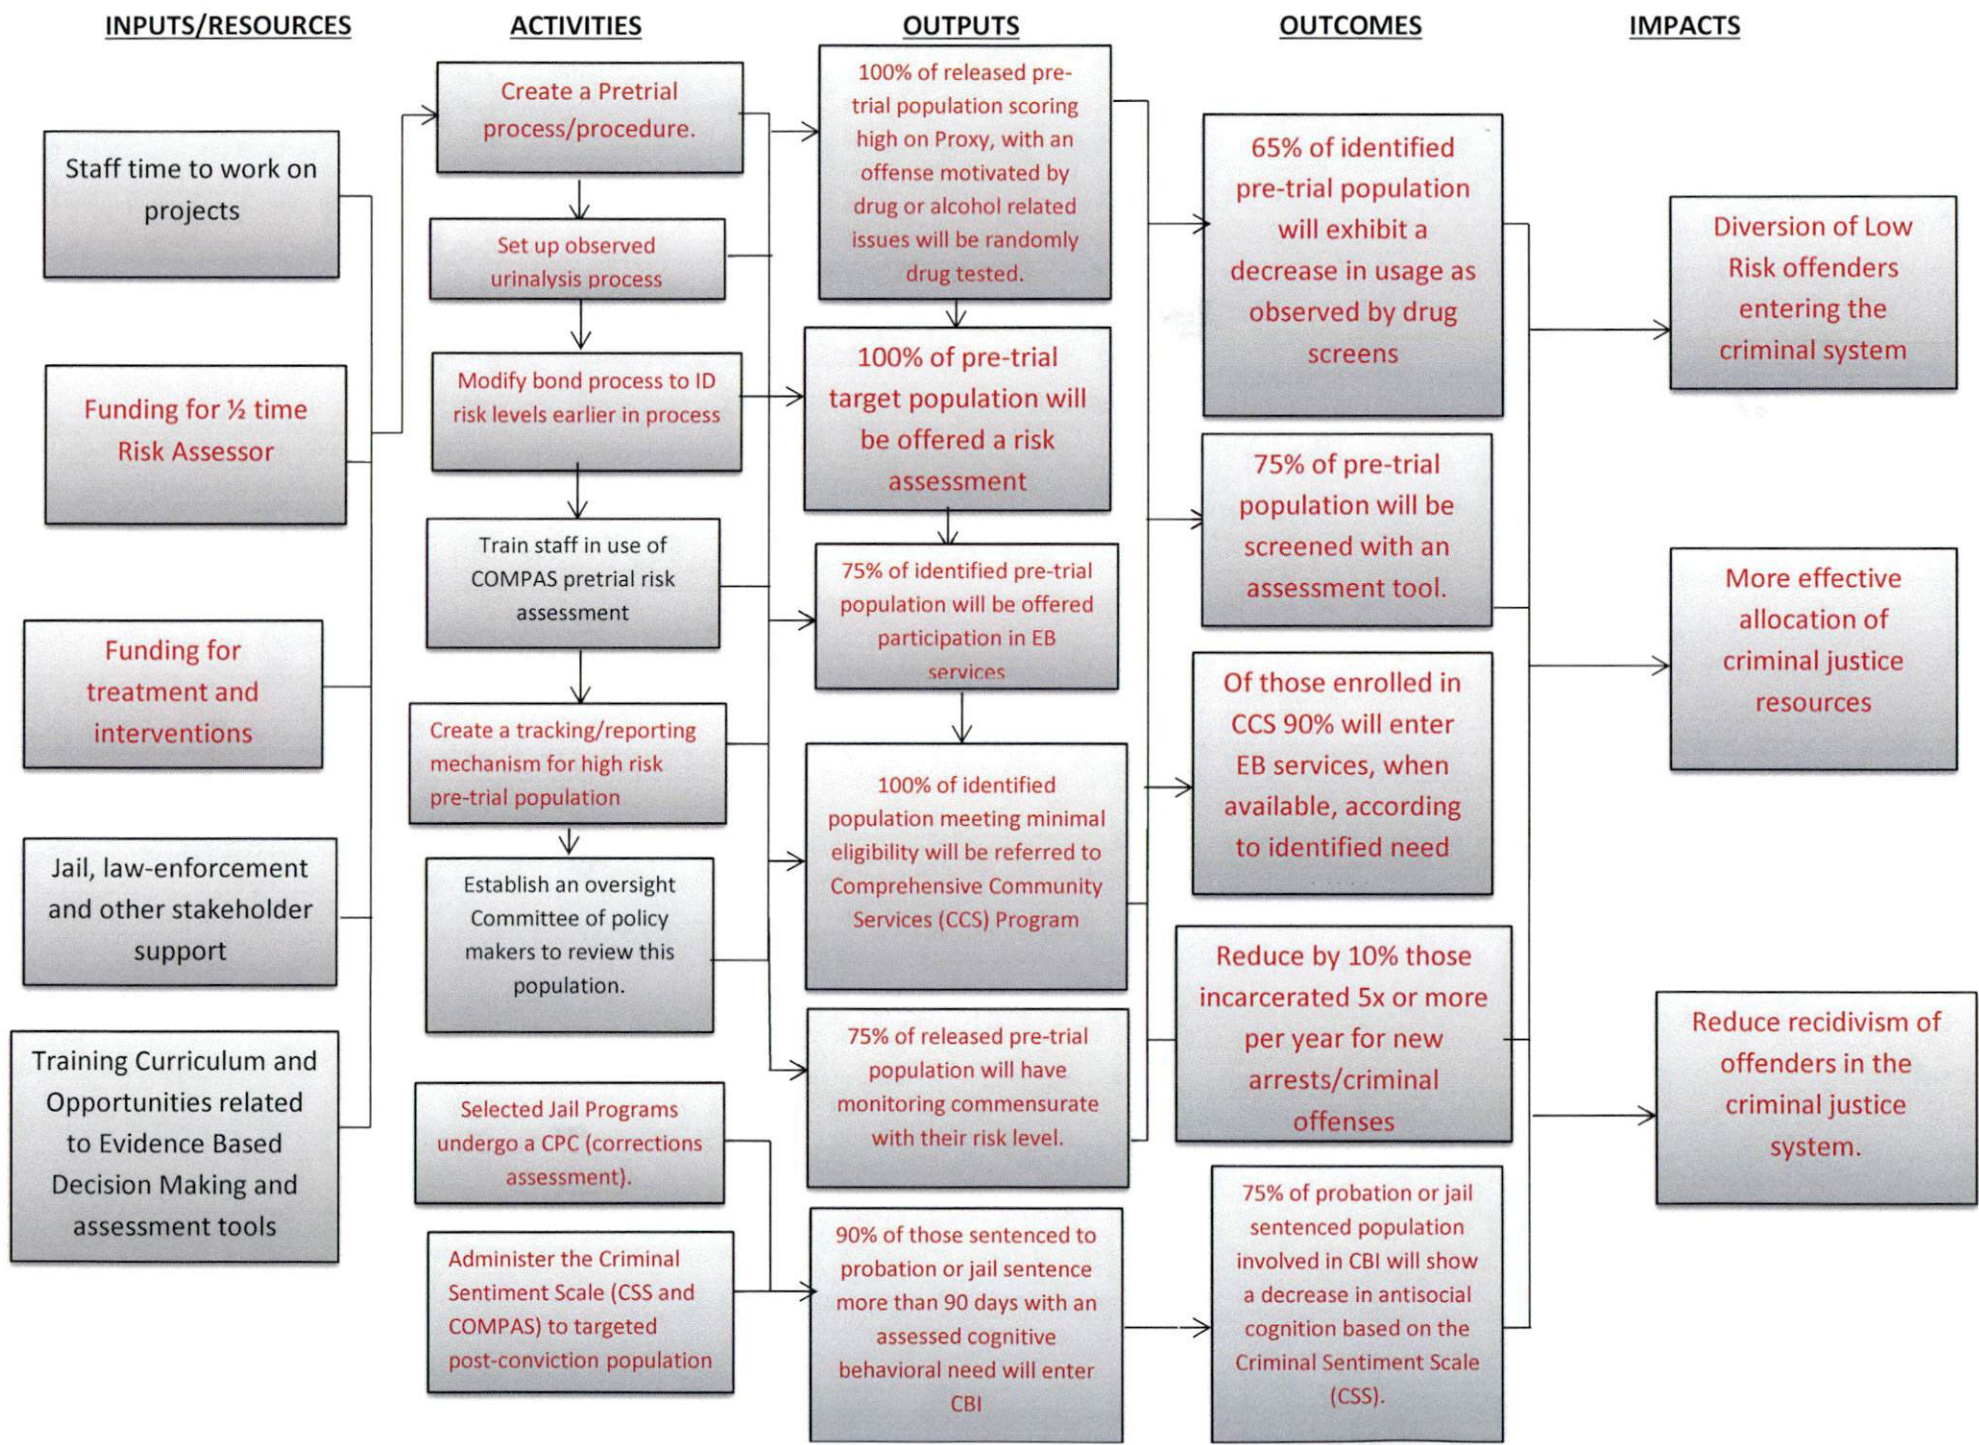 INPUTS/RESOURCES
ACTIVITIES
OUTPUTS
OUTCOMES
IMPACTS
Staff time to work on
projects
Funding for ½ time
Risk Assessor
Funding for
treatment and
interventions
Jail, law-enforcement
and other stakeholder
support
Training Curriculum and
Opportunities related
to Evidence Based
Decision Making and
assessment tools
Create a Pretrial
process/procedure.
Set up observed
urinalysis process
Modify bond process to ID
risk levels earlier in process
Train staff in use of
COMPAS pretrial risk
assessment
Create a tracking/reporting
mechanism for high risk
pre-trial population
Establish an oversight
Committee of policy
makers to review this
population.
Selected Jail Programs
undergo a CPC (corrections
assessment).
Administer the Criminal
Sentiment Scale (CSS and
COMPAS) to targeted
post-conviction population
100% of released pre-
trial population scoring
high on Proxy, with an
offense motivated by
drug or alcohol related
issues will be randomly
drug tested.
100% of pre-trial
target population will
be offered a risk
assessment
75% of identified pre-trial
population will be offered
participation in EB
services
100% of identified
population meeting minimal
eligibility will be referred to
Comprehensive Community
Services (CCS) Program
75% of released pre-trial
population will have
monitoring commensurate
with their risk level.
90% of those sentenced to
probation or jail sentence
more than 90 days with an
assessed cognitive
behavioral need will enter
CBI
65% of identified
pre-trial population
will exhibit a
decrease in usage as
observed by drug
screens
75% of pre-trial
population will be
screened with an
assessment tool.
Of those enrolled in
CCS 90% will enter
EB services, when
available, according
to identified need
Reduce by 10% those
incarcerated 5x or more
per year for new
arrests/criminal
offenses
75% of probation or jail
sentenced population
involved in CBI will show
a decrease in antisocial
cognition based on the
Criminal Sentiment Scale
(CSS).
Diversion of Low
Risk offenders
entering the
criminal system
More effective
allocation of
criminal justice
resources
Reduce recidivism of
offenders in the
criminal justice
system.